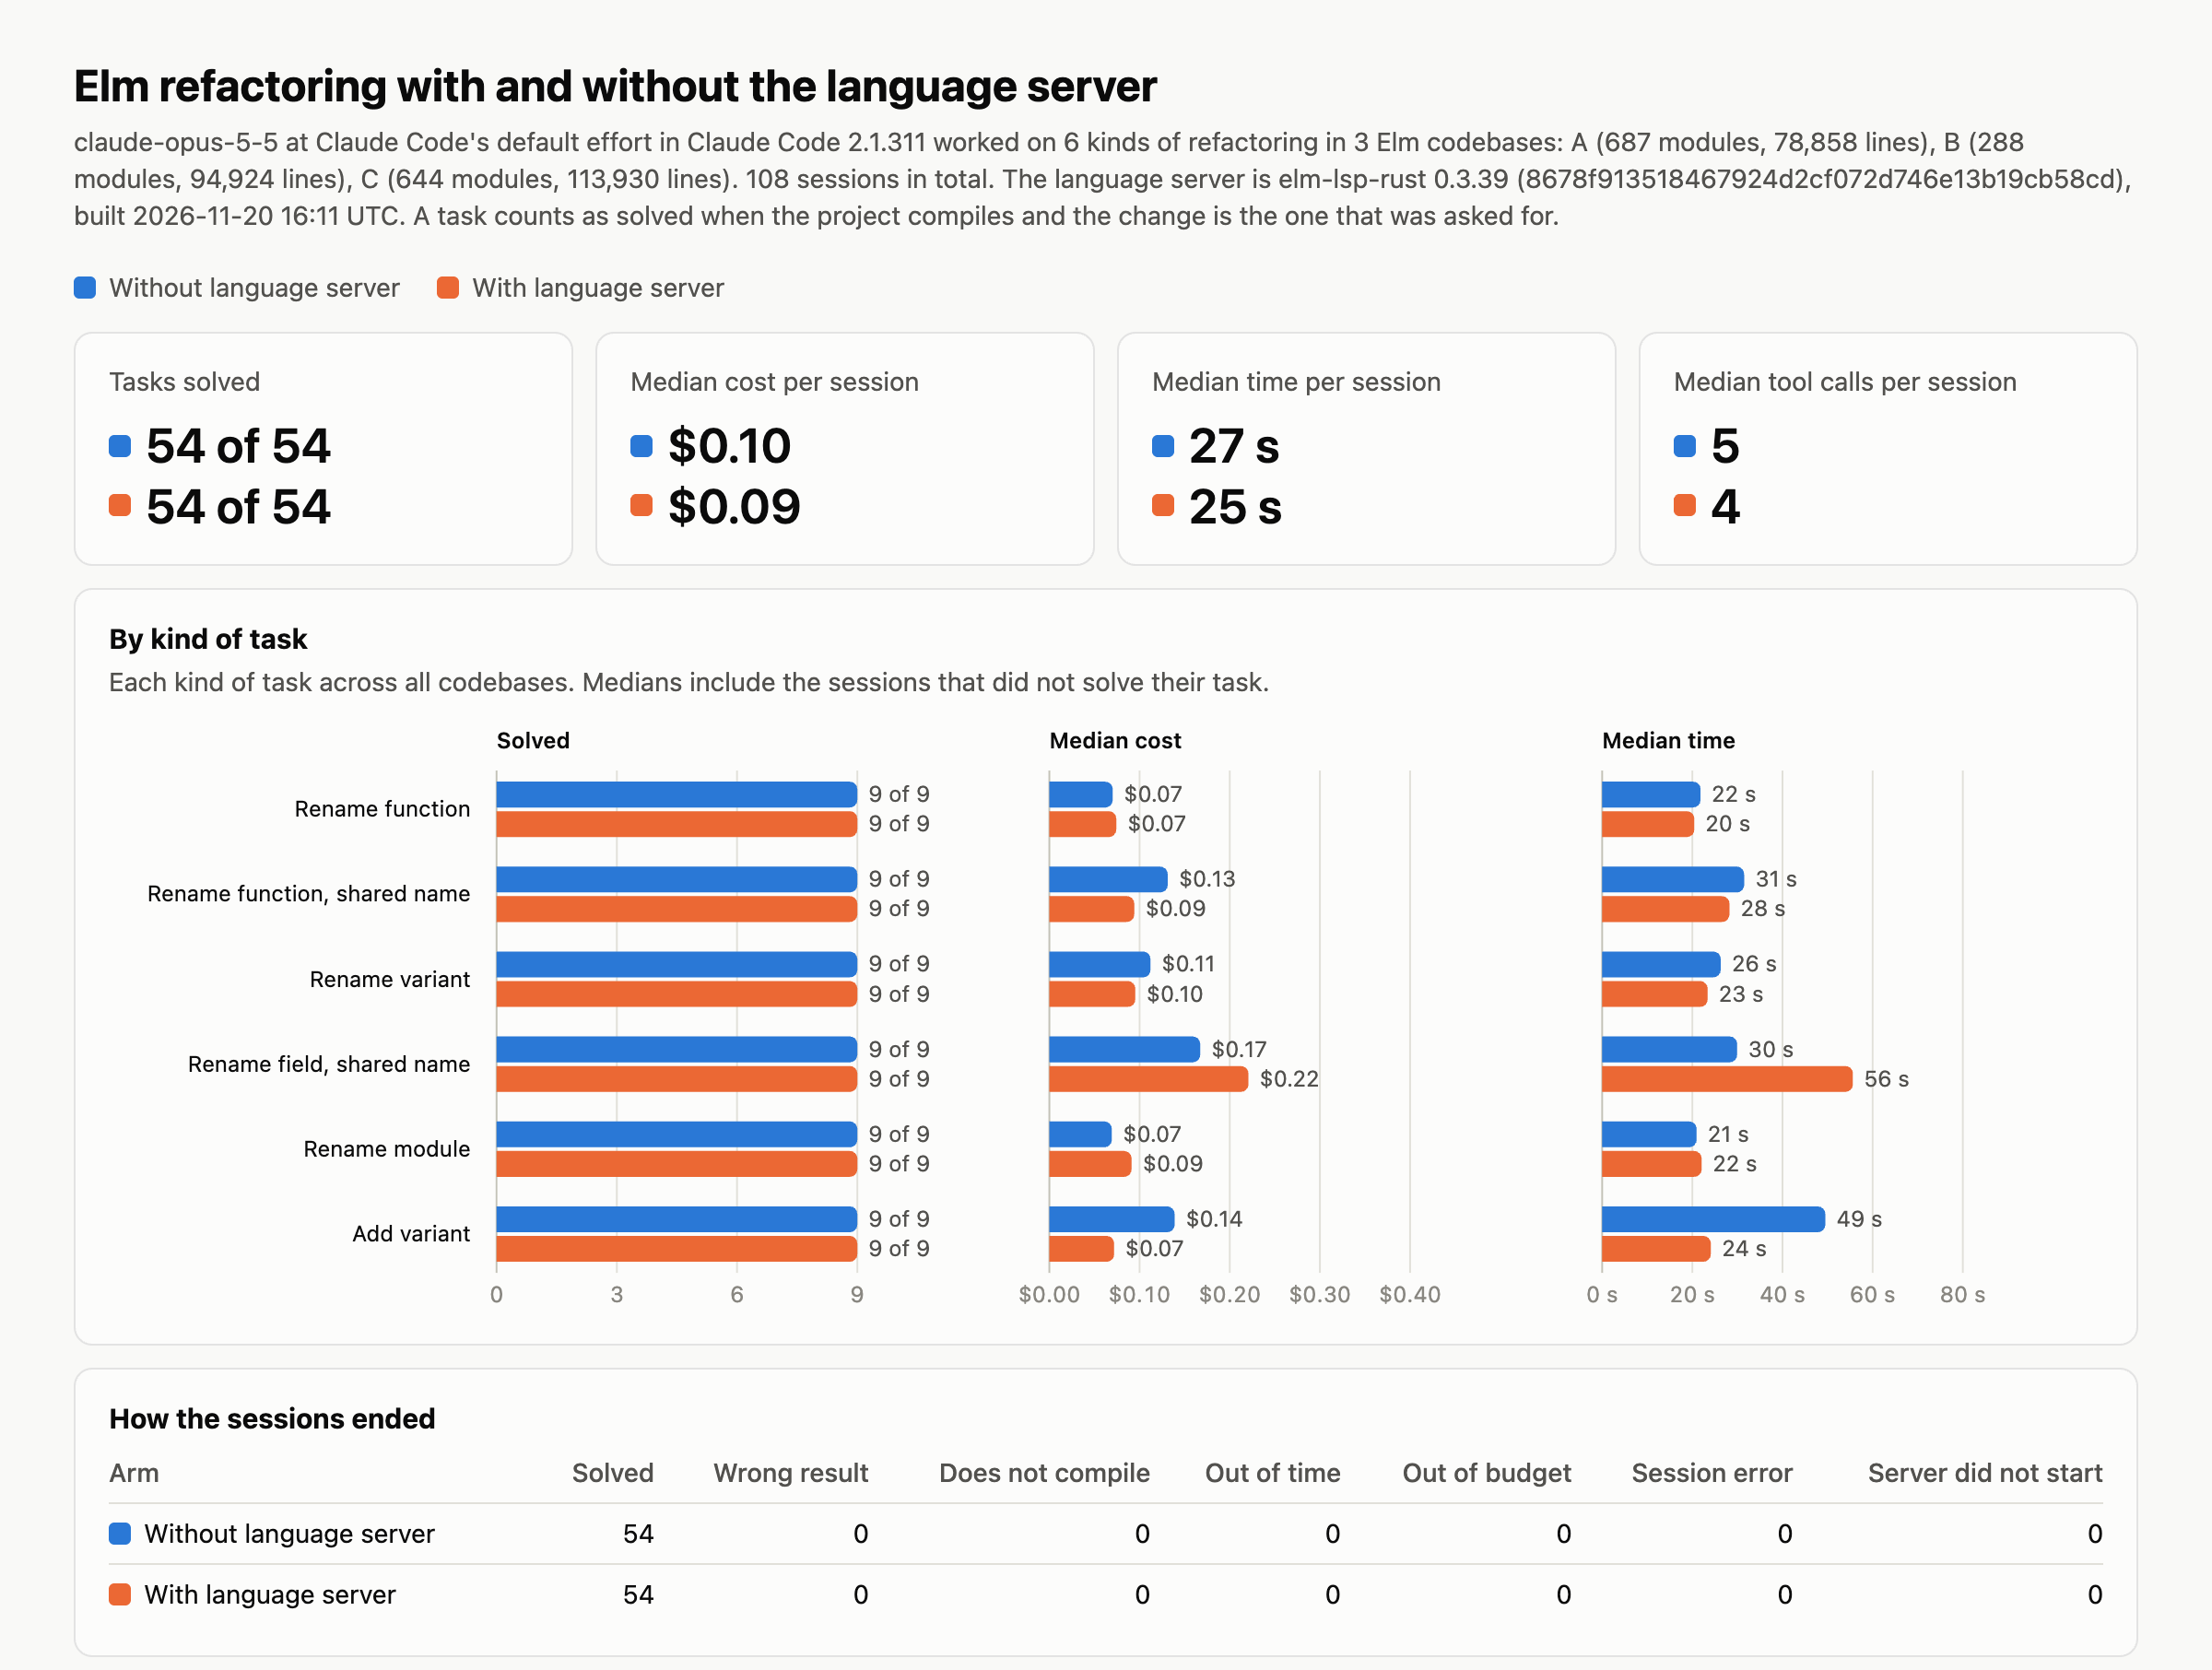 Elm refactoring with and without the language server
claude-opus-5-5 at Claude Code's default effort in Claude Code 2.1.311 worked on 6 kinds of refactoring in 3 Elm codebases: A (687 modules, 78,858 lines), B (288
modules, 94,924 lines), C (644 modules, 113,930 lines). 108 sessions in total. The language server is elm-lsp-rust 0.3.39 (8678f913518467924d2cf072d746e13b19cb58cd),
built 2026-11-20 16:11 UTC. A task counts as solved when the project compiles and the change is the one that was asked for.
Without language server With language server
Tasks solved
54 of 54
54 of 54
Median cost per session
$0.10
$0.09
Median time per session
27 s
25 s
Median tool calls per session
5
4
By kind of task
Each kind of task across all codebases. Medians include the sessions that did not solve their task.
Solved Median cost Median time
Rename function
9 of 9 $0.07 22 s
9 of 9 $0.07 20 s
Rename function, shared name
9 of 9 $0.13 31 s
9 of 9 $0.09 28 s
Rename variant
9 of 9 $0.11 26 s
9 of 9 $0.10 23 s
Rename field, shared name
9 of 9 $0.17 30 s
9 of 9 $0.22 56 s
Rename module
9 of 9 $0.07 21 s
9 of 9 $0.09 22 s
Add variant
9 of 9 $0.14 49 s
9 of 9 $0.07 24 s
0 3 6 9 $0.00 $0.10 $0.20 $0.30 $0.40 0 s 20 s 40 s 60 s 80 s
How the sessions ended
Arm Solved Wrong result Does not compile Out of time Out of budget Session error Server did not start
Without language server 54 0 0 0 0 0 0
With language server 54 0 0 0 0 0 0